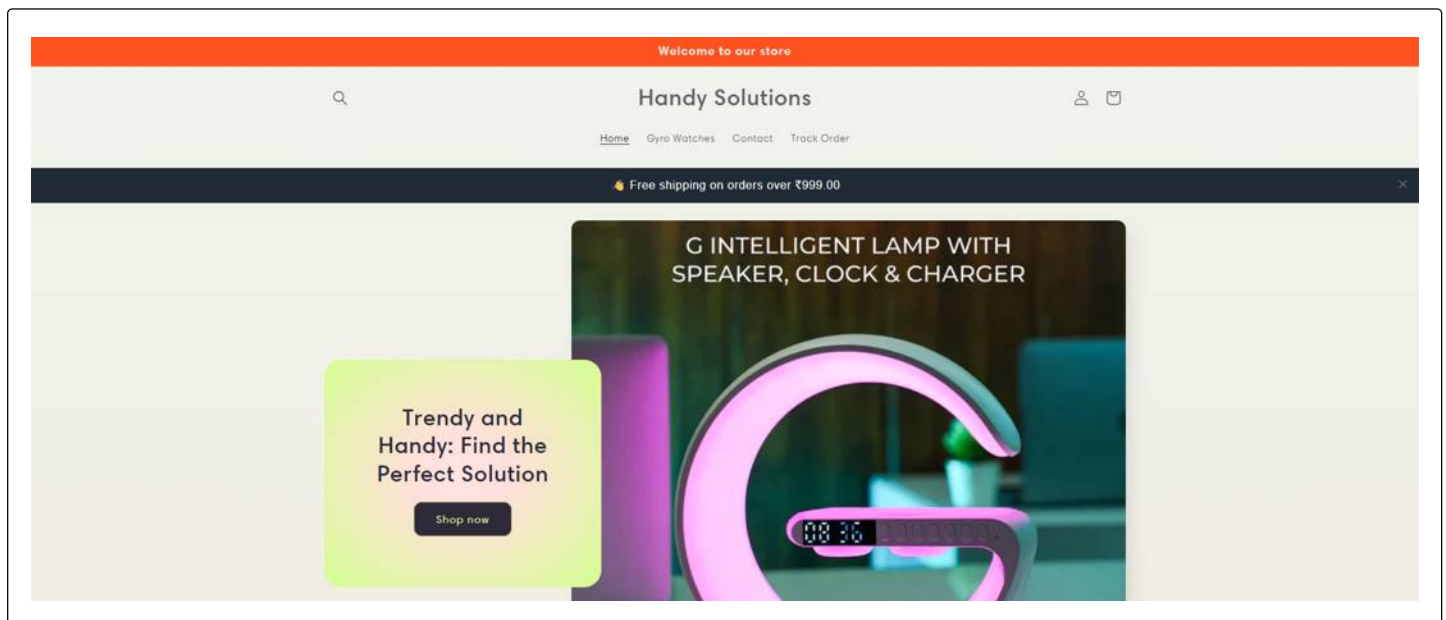 Welcome to our store
Handy Solutions
Home Gyro Watches Contact Track Order
👋 Free shipping on orders over ₹999.00
G INTELLIGENT LAMP WITH
SPEAKER, CLOCK & CHARGER
Trendy and
Handy: Find the
Perfect Solution
Shop now
08 36